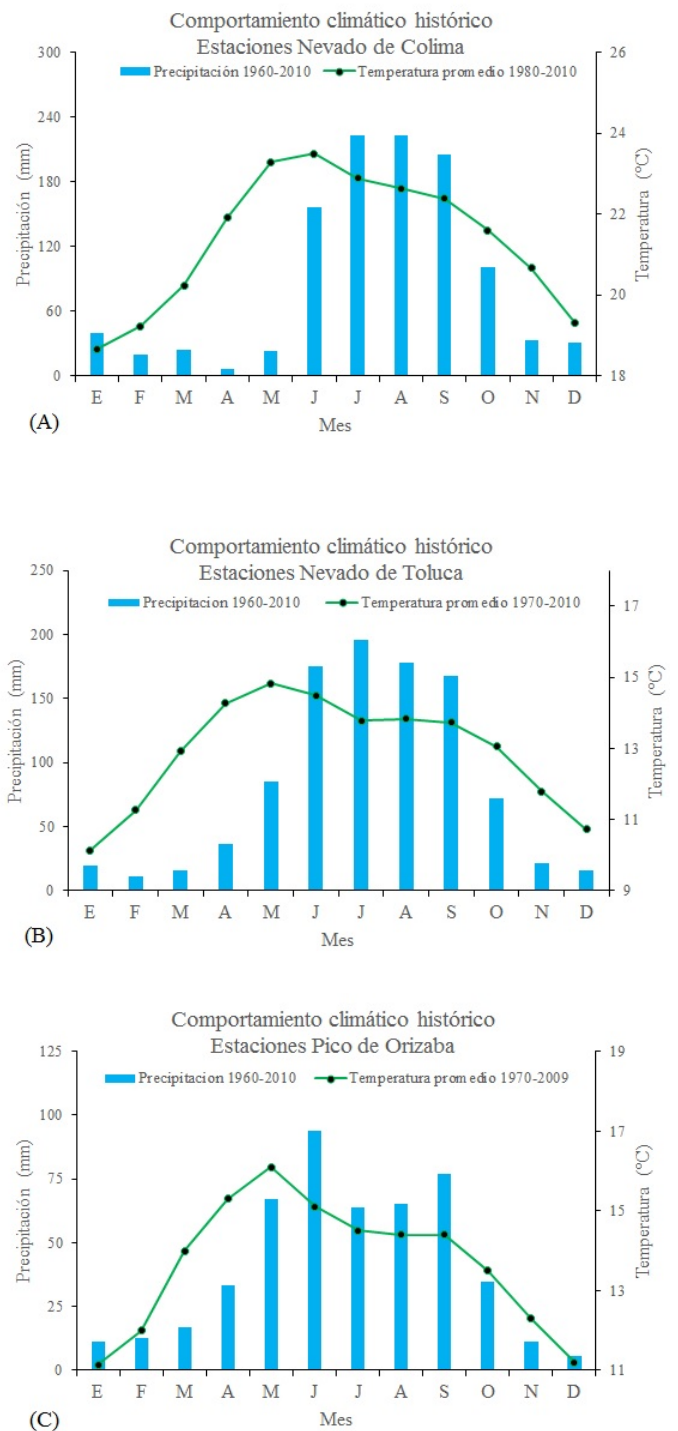 Comportamiento climático histórico
Estaciones Nevado de Colima
Precipitación 1960-2010 Temperatura promedio 1980-2010
300 26
240 24
180 22
120 20
60 19
0 18
Precipitación (mm)
Temperatura (°C)
E F M A M J J A S O N D
Mes
(A)
Comportamiento climático histórico
Estaciones Nevado de Toluca
Precipitacion 1960-2010 Temperatura promedio 1970-2010
250
200
150
100
50
0
17
15
13
11
9
Precipitación (mm)
Temperatura (°C)
E F M A M J J A S O N D
Mes
(B)
Comportamiento climático histórico
Estaciones Pico de Orizaba
Precipitacion 1960-2010 Temperatura promedio 1970-2009
125 19
100 17
75 15
50 13
25
0 11
Precipitación (mm)
Temperatura (°C)
E F M A M J J A S O N D
Mes
(C)